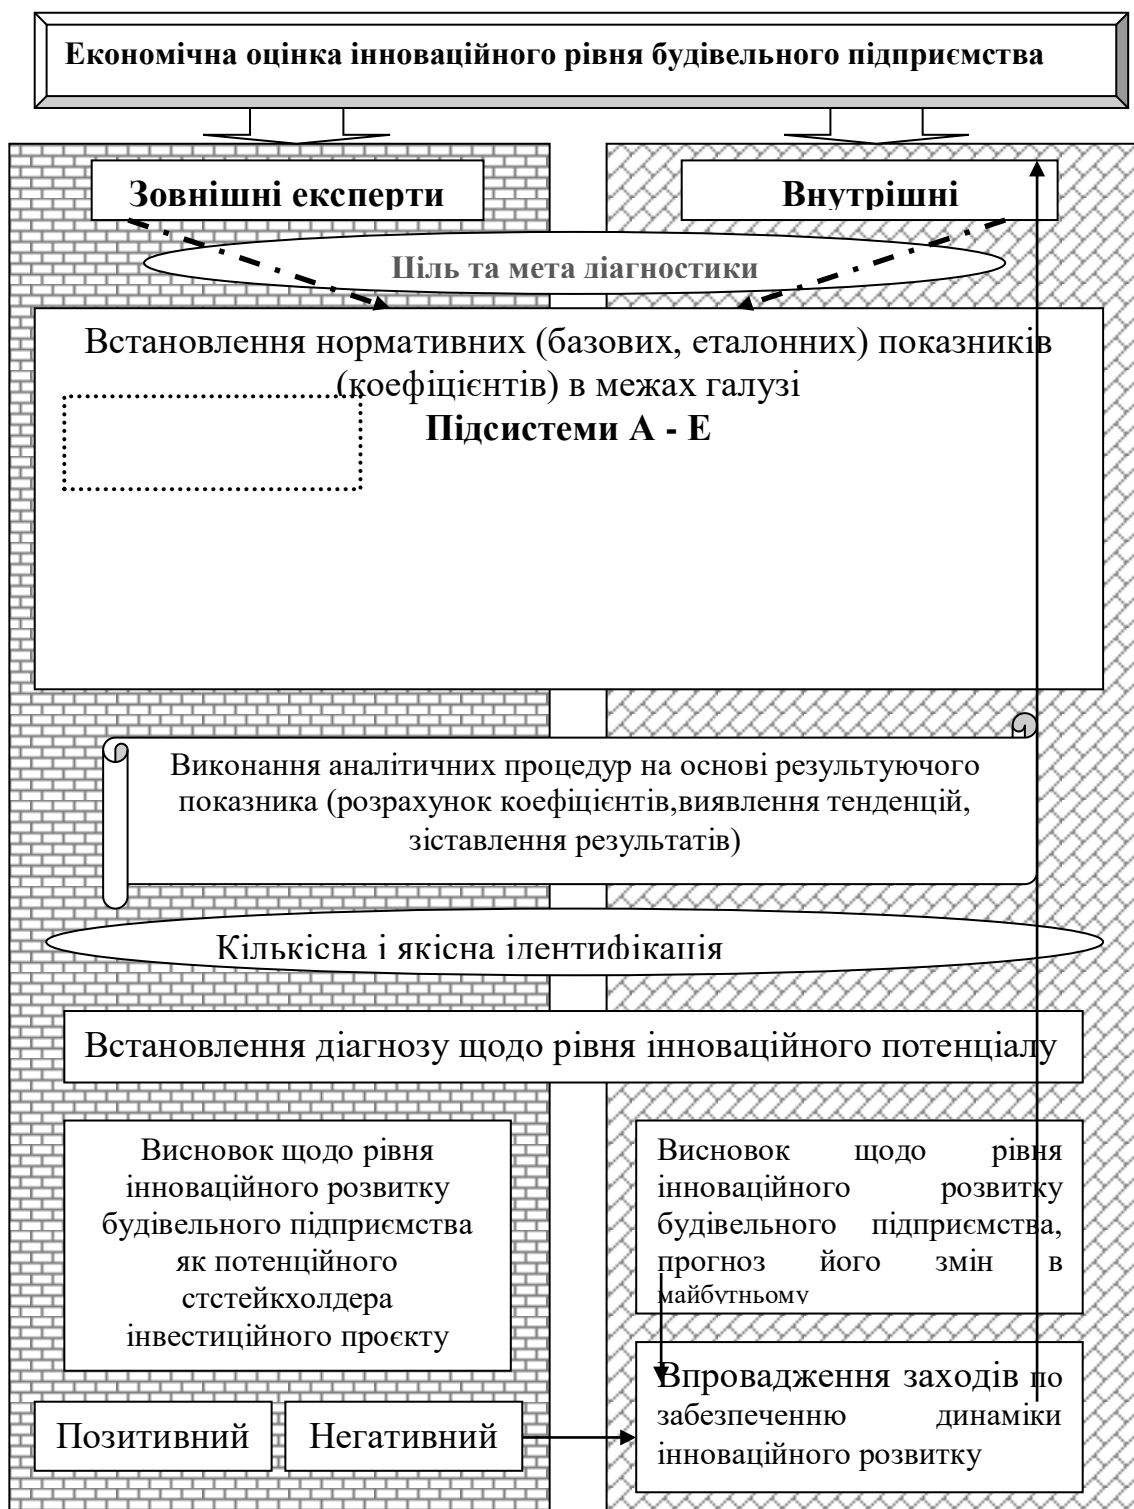 Економічна оцінка інноваційного рівня будівельного підприємства
Зовнішні експерти
Внутрішні
Ціль та мета діагностики
Встановлення нормативних (базових, еталонних) показників
(коефіцієнтів) в межах галузі
Підсистеми А - Е
Виконання аналітичних процедур на основі результуючого
показника (розрахунок коефіцієнтів,виявлення тенденцій,
зіставлення результатів)
Кількісна і якісна ідентифікація
Встановлення діагнозу щодо рівня інноваційного потенціалу
Висновок щодо рівня
інноваційного розвитку
будівельного підприємства
як потенційного
стстейкхолдера
інвестиційного проєкту
Висновок щодо рівня
інноваційного розвитку
будівельного підприємства,
прогноз його змін в
майбутньому
Позитивний
Негативний
Впровадження заходів по
забезпеченню динаміки
інноваційного розвитку